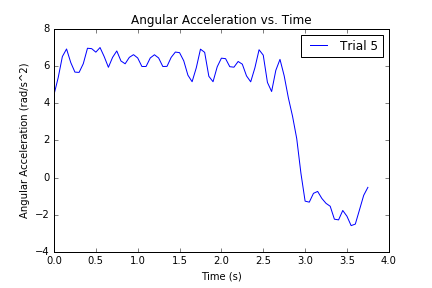 Angular Acceleration vs. Time
Trial 5
Angular Acceleration (rad/s^2)
8
6
4
2
0
−2
−4
0.0 0.5 1.0 1.5 2.0 2.5 3.0 3.5 4.0
Time (s)